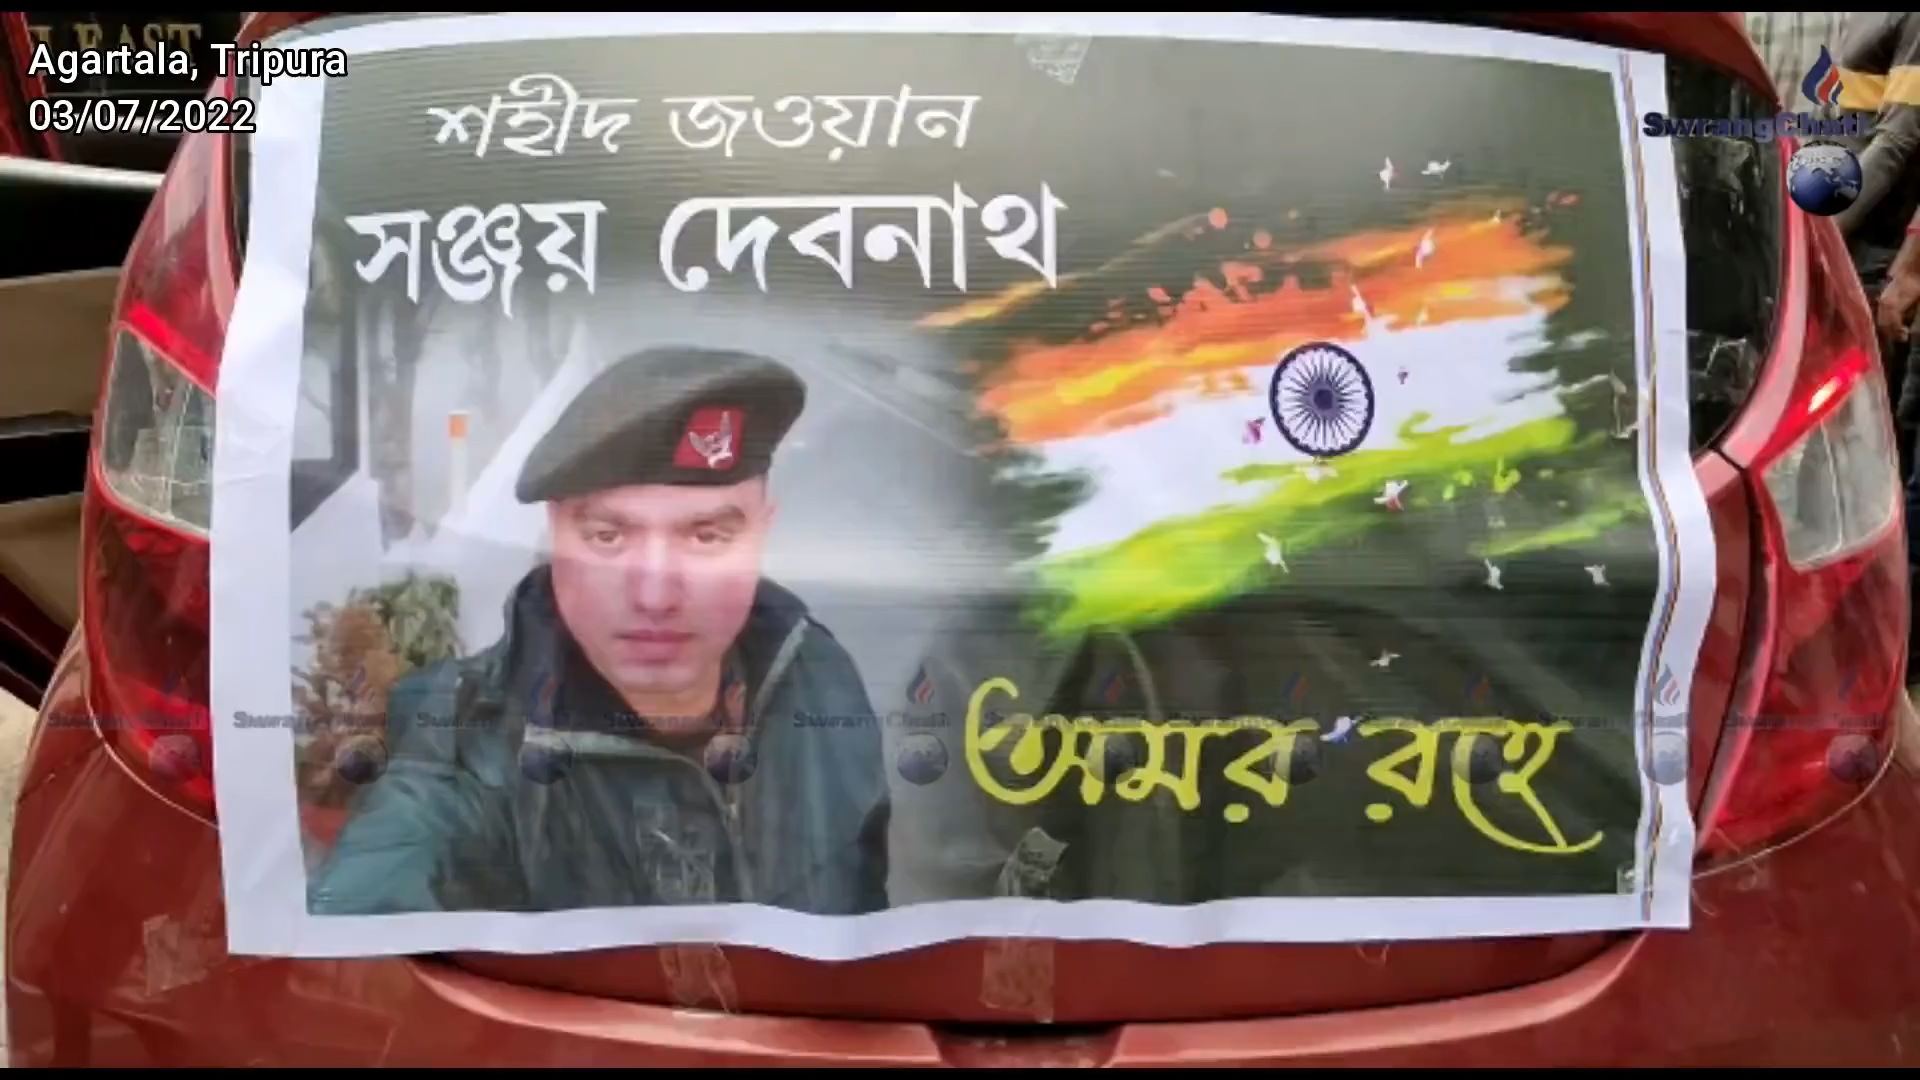 Agartala, Tripura
03/07/2022
শহীদ জওয়ান
সঞ্জয় দেবনাথ
অমর রহে
SwrangChati